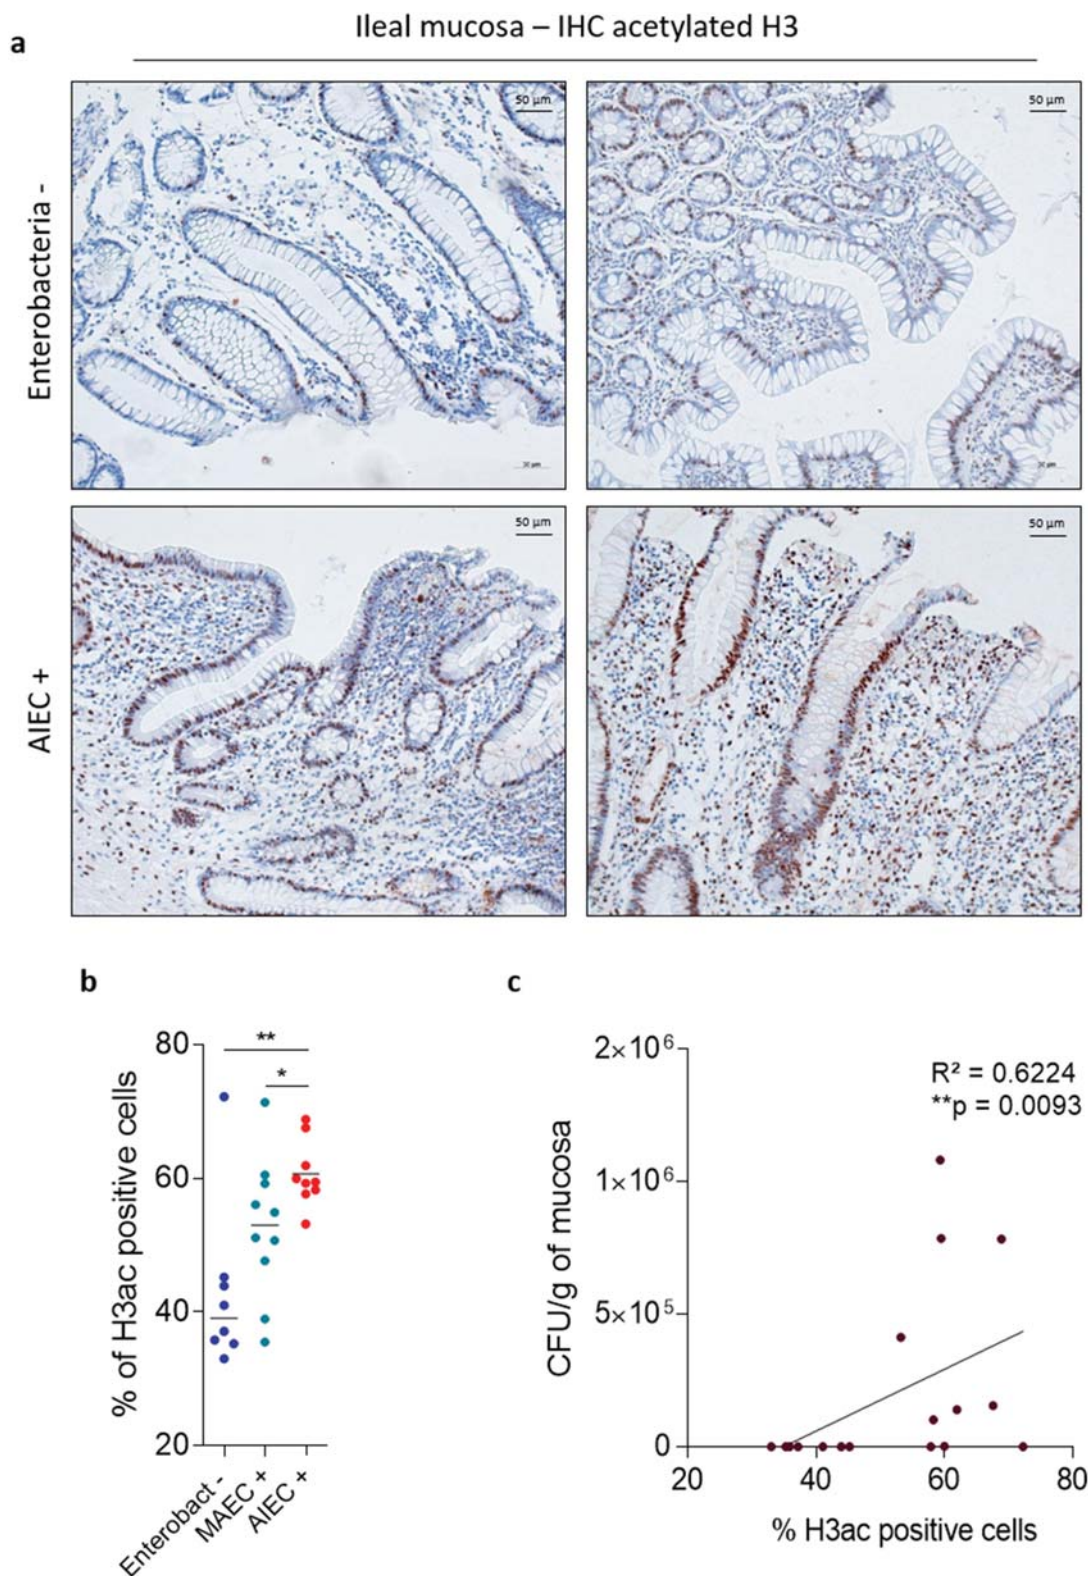 a
Ileal mucosa – IHC acetylated H3
Enterobacteria -
50 µm
50 µm
AIEC +
50 µm
50 µm
b
% of H3ac positive cells
80
60
40
20
**
*
Enterobact -
MAEC +
AIEC +
c
CFU/g of mucosa
2×10⁶
1×10⁶
5×10⁵
0
R² = 0.6224
**p = 0.0093
20 40 60 80
% H3ac positive cells